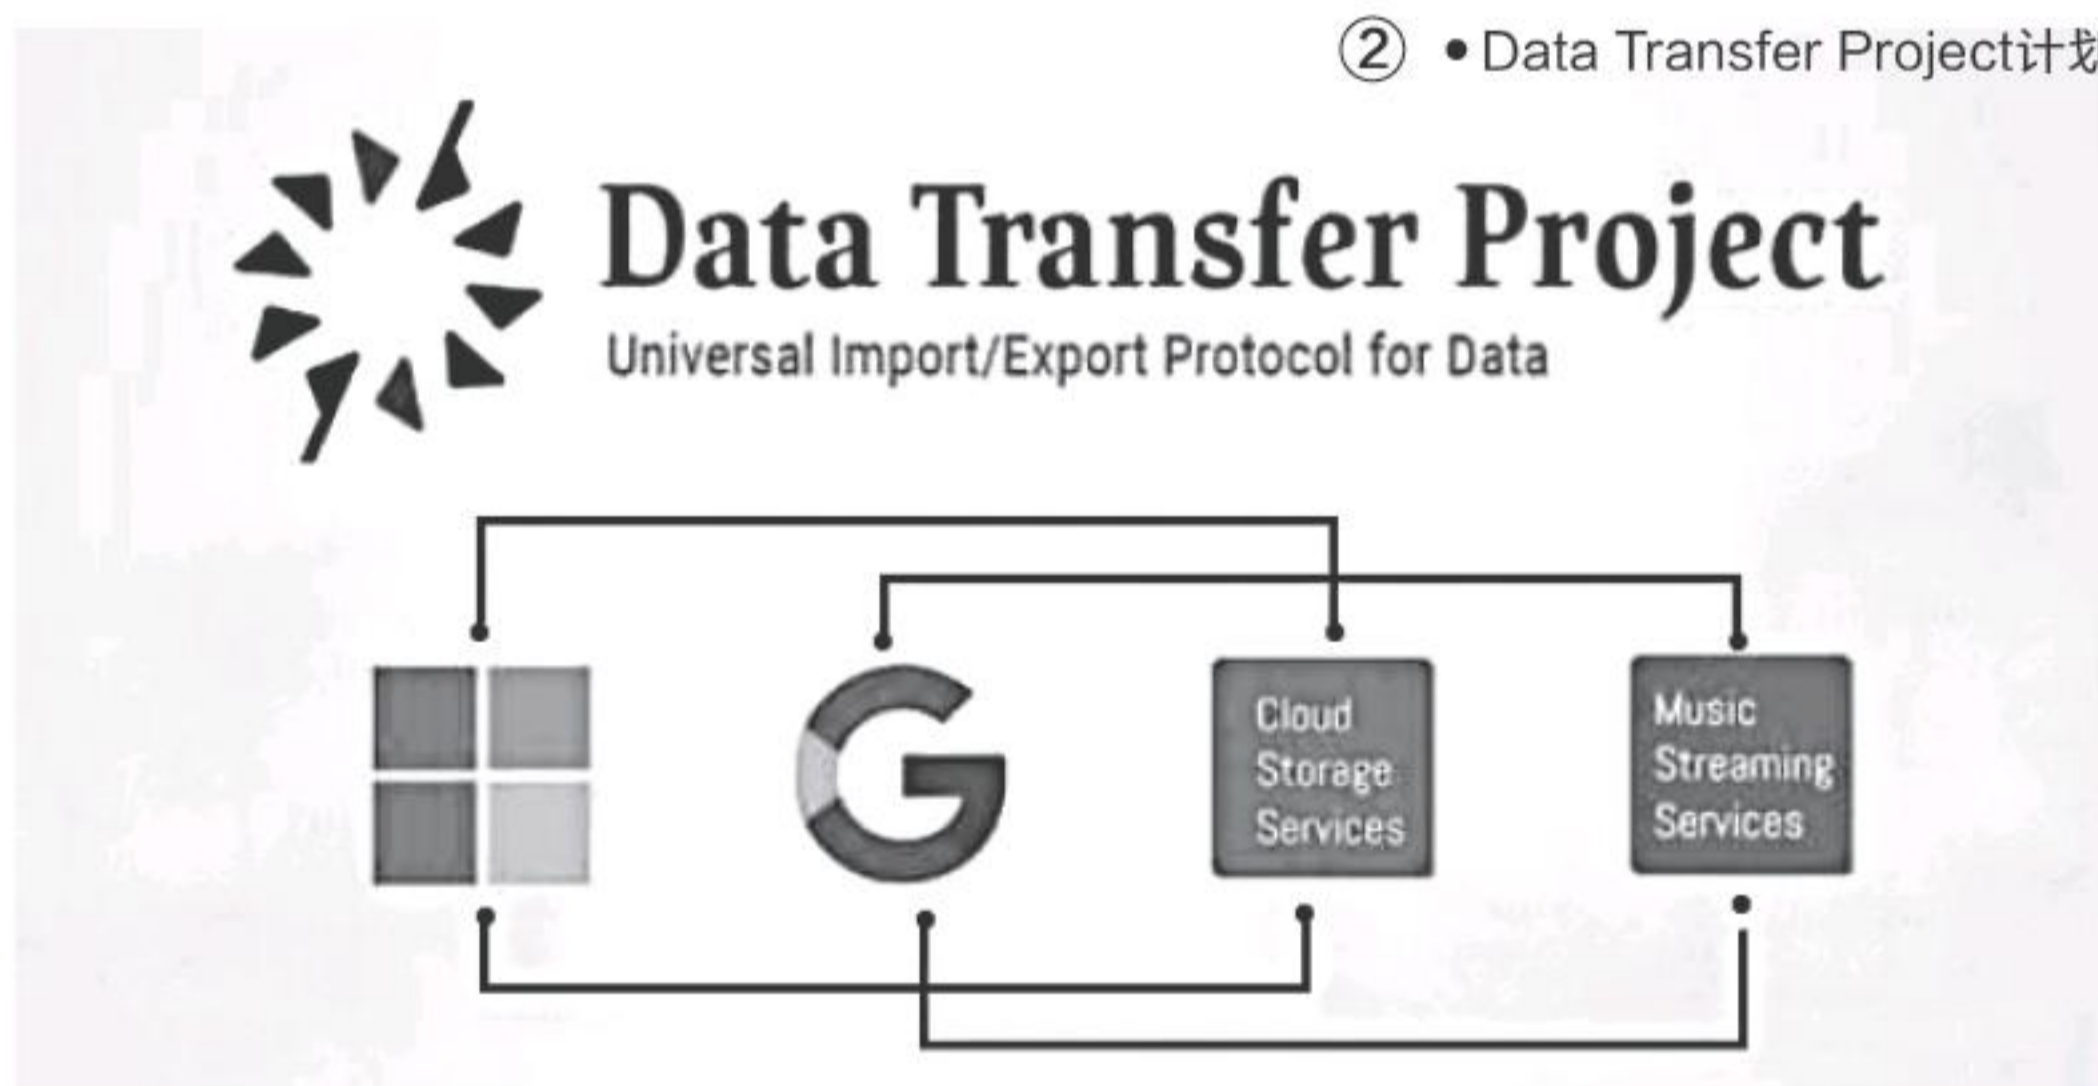 ② • Data Transfer Project计划
Data Transfer Project
Universal Import/Export Protocol for Data
Cloud
Storage
Services
Music
Streaming
Services